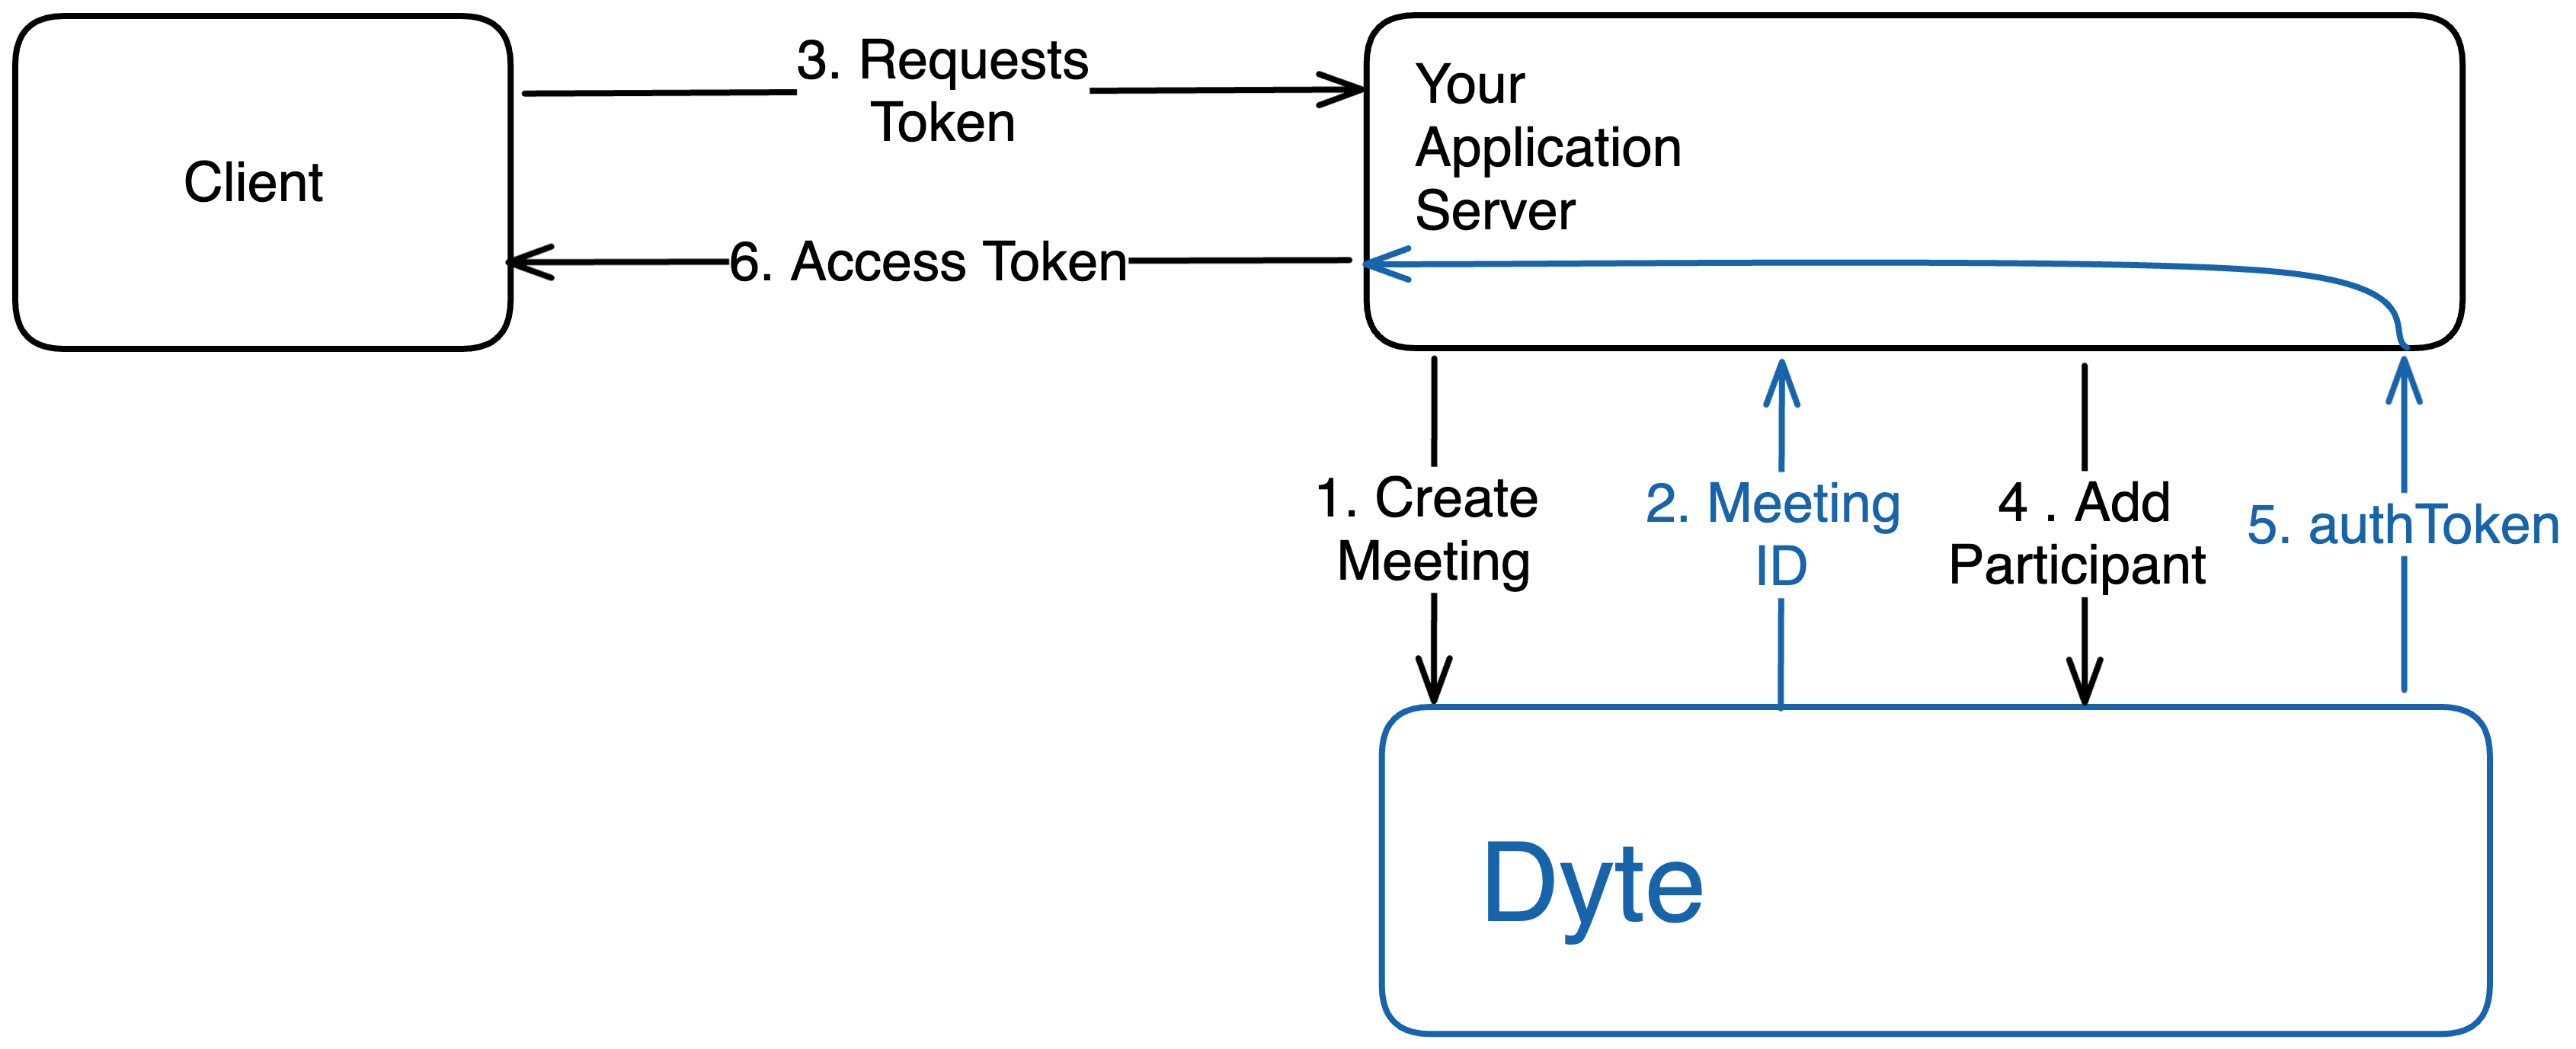 Client
3. Requests
Token
6. Access Token
Your
Application
Server
1. Create
Meeting
2. Meeting
ID
4 . Add
Participant
5. authToken
Dyte